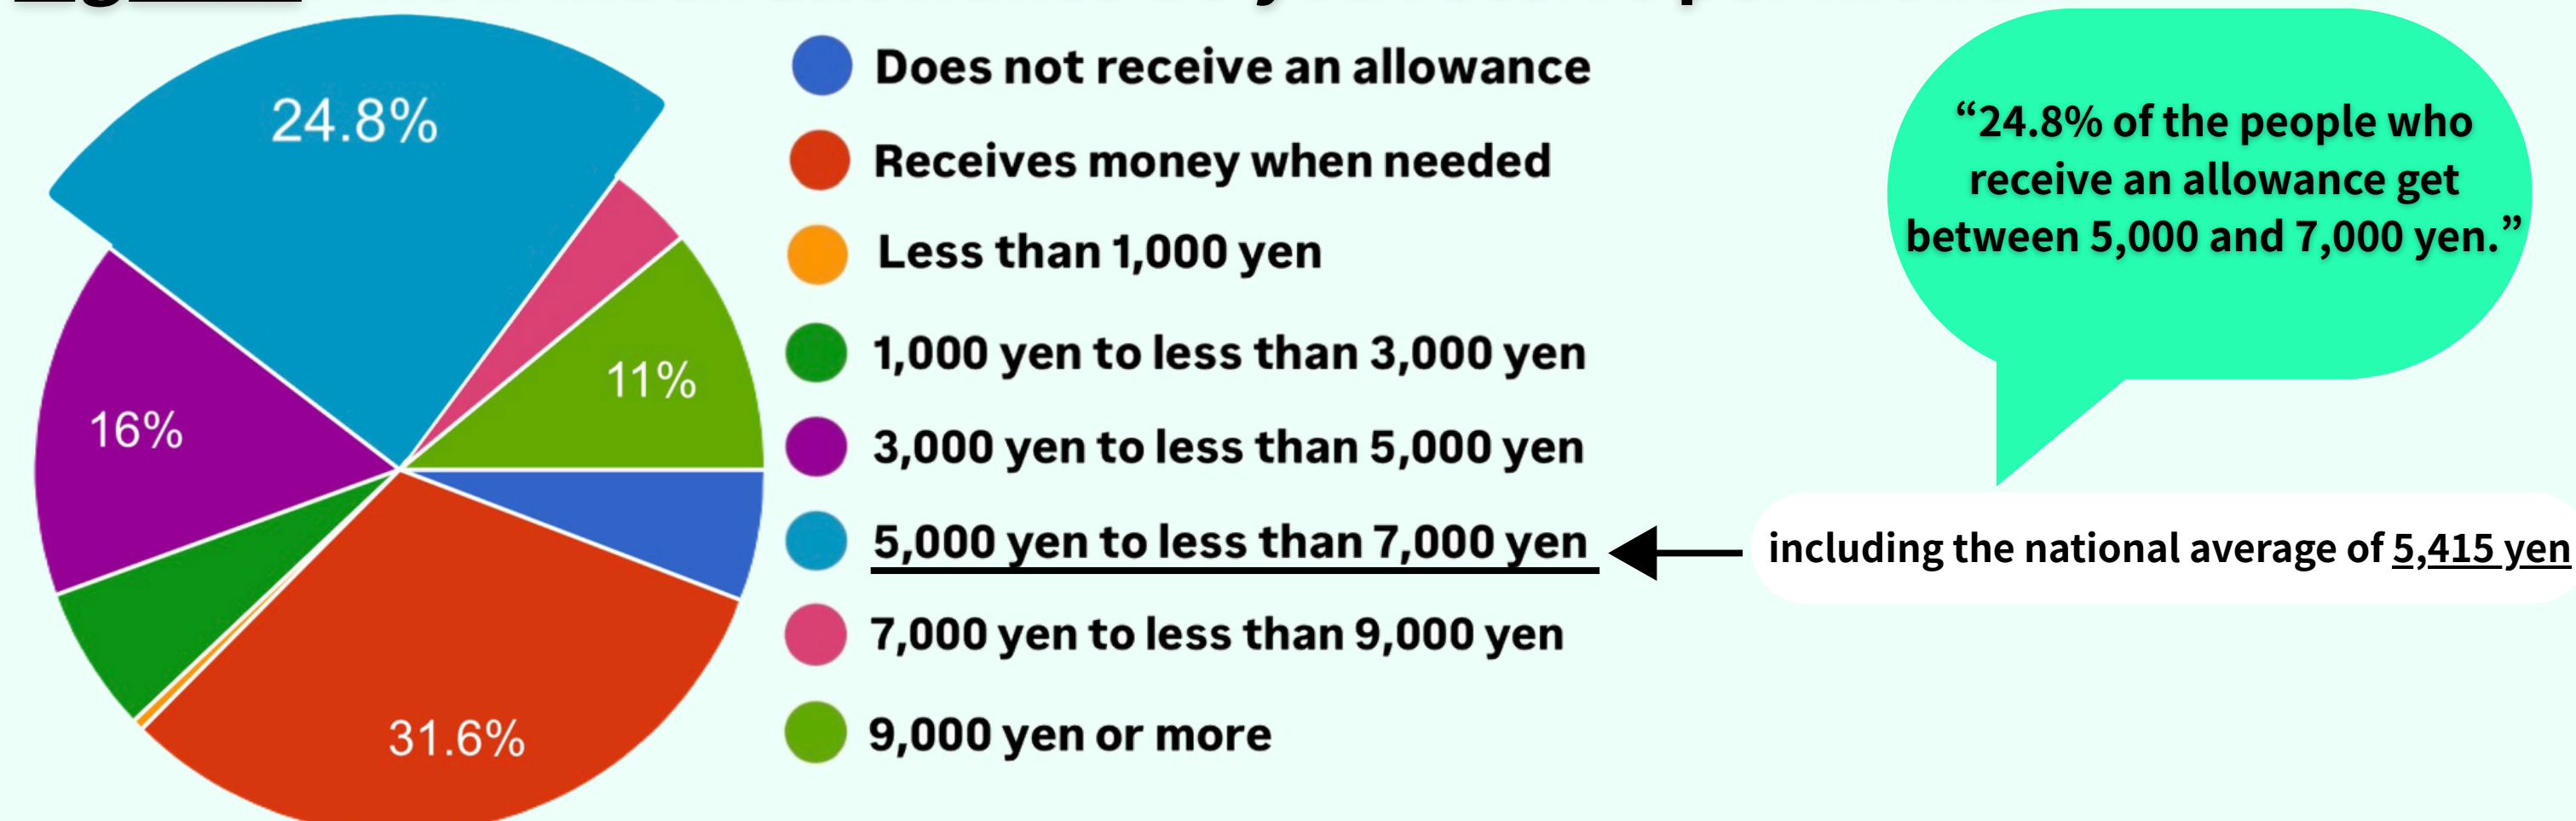 24.8%
11%
16%
31.6%
Does not receive an allowance
Receives money when needed
Less than 1,000 yen
1,000 yen to less than 3,000 yen
3,000 yen to less than 5,000 yen
5,000 yen to less than 7,000 yen
7,000 yen to less than 9,000 yen
9,000 yen or more
“24.8% of the people who
receive an allowance get
between 5,000 and 7,000 yen.”
including the national average of 5,415 yen